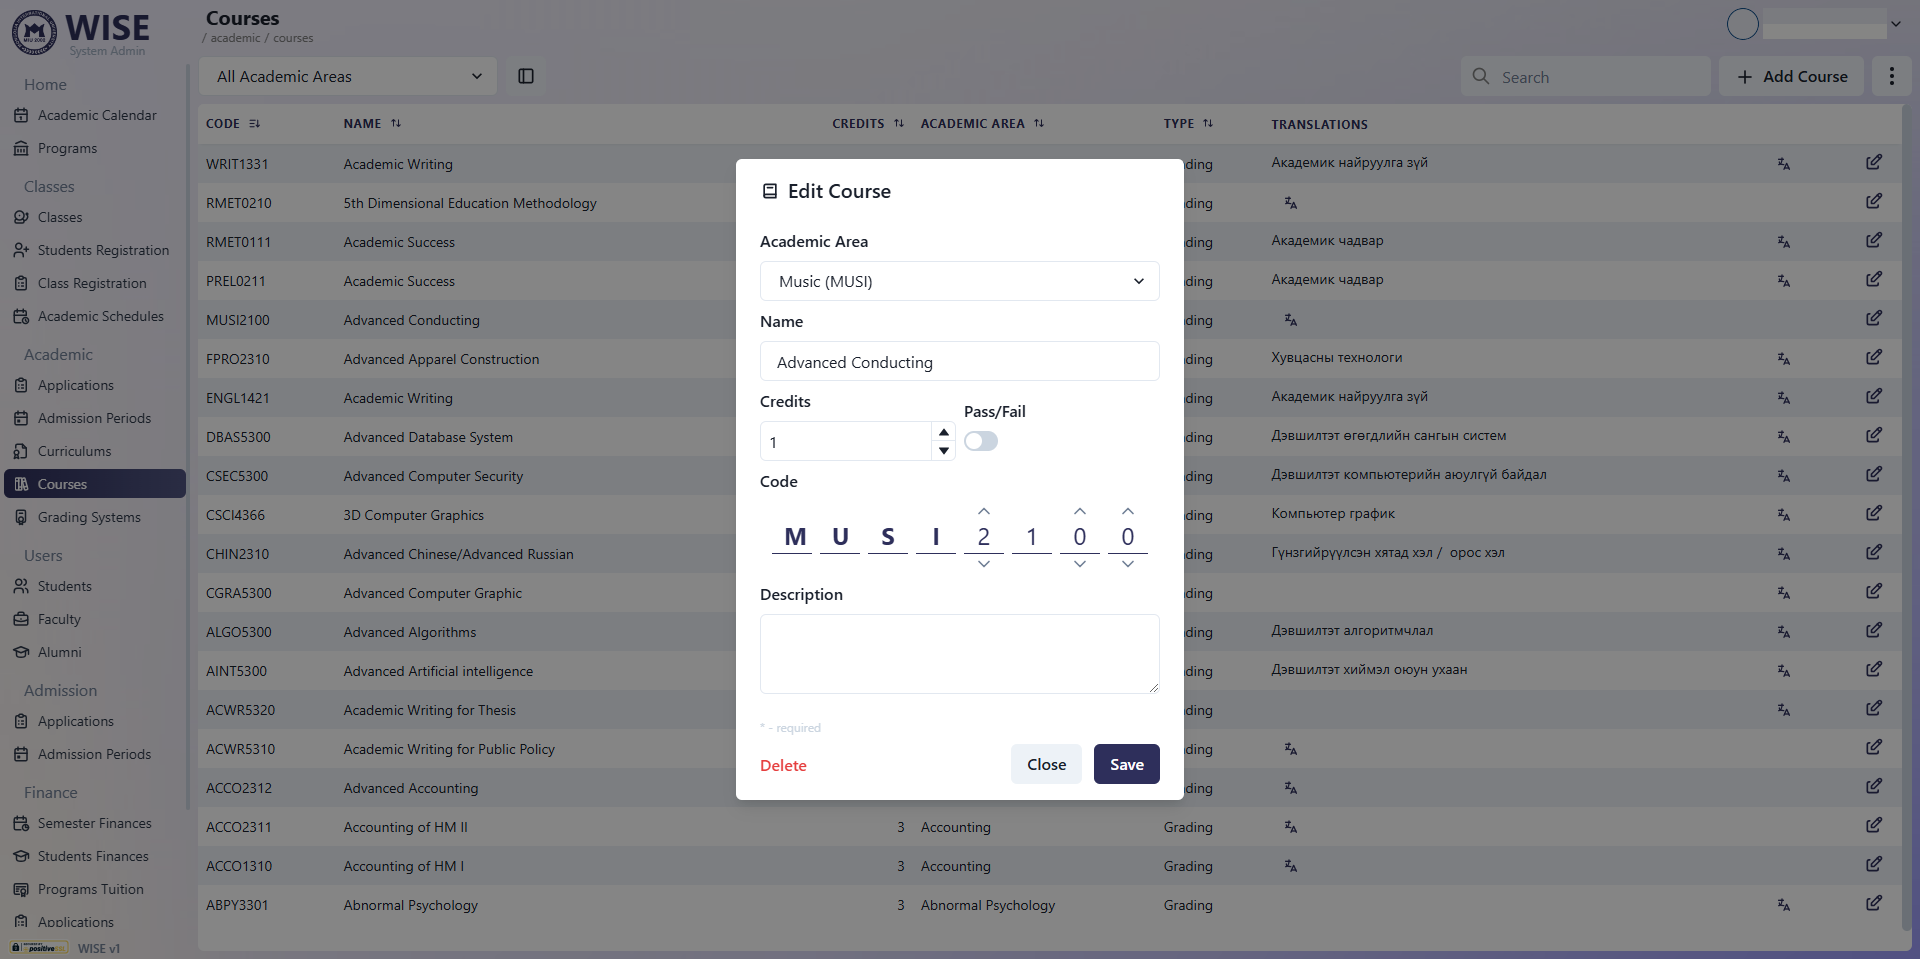 WISE
System Admin
Home
Academic Calendar
Programs
Classes
Classes
Students Registration
Class Registration
Academic Schedules
Academic
Applications
Admission Periods
Curriculums
Courses
Grading Systems
Users
Students
Faculty
Alumni
Admission
Applications
Admission Periods
Finance
Semester Finances
Students Finances
Programs Tuition
Applications
WISE v1
Courses
/ academic / courses
All Academic Areas
Search
Add Course
CODE NAME CREDITS ACADEMIC AREA TYPE TRANSLATIONS
WRIT1331 Academic Writing ding Академик найруулга зүй
RMET0210 5th Dimensional Education Methodology ding
RMET0111 Academic Success ding Академик чадвар
PREL0211 Academic Success ding Академик чадвар
MUSI2100 Advanced Conducting ding
FPRO2310 Advanced Apparel Construction ding Хувцасны технологи
ENGL1421 Academic Writing ding Академик найруулга зүй
DBAS5300 Advanced Database System ding Дэвшилтэт өгөгдлийн сангын систем
CSEC5300 Advanced Computer Security ding Дэвшилтэт компьютерийн аюулгүй байдал
CSCI4366 3D Computer Graphics ding Компьютер график
CHIN2310 Advanced Chinese/Advanced Russian ding Гүнзгийрүүлсэн хятад хэл / орос хэл
CGRA5300 Advanced Computer Graphic ding
ALGO5300 Advanced Algorithms ding Дэвшилтэт алгоритмчлал
AINT5300 Advanced Artificial intelligence ding Дэвшилтэт хиймэл оюун ухаан
ACWR5320 Academic Writing for Thesis ding
ACWR5310 Academic Writing for Public Policy ding
ACCO2312 Advanced Accounting ding
ACCO2311 Accounting of HM II 3 Accounting Grading
ACCO1310 Accounting of HM I 3 Accounting Grading
ABPY3301 Abnormal Psychology 3 Abnormal Psychology Grading
Edit Course
Academic Area
Music (MUSI)
Name
Advanced Conducting
Credits
Pass/Fail
1
Code
M U S I 2 1 0 0
Description
* - required
Delete
Close
Save